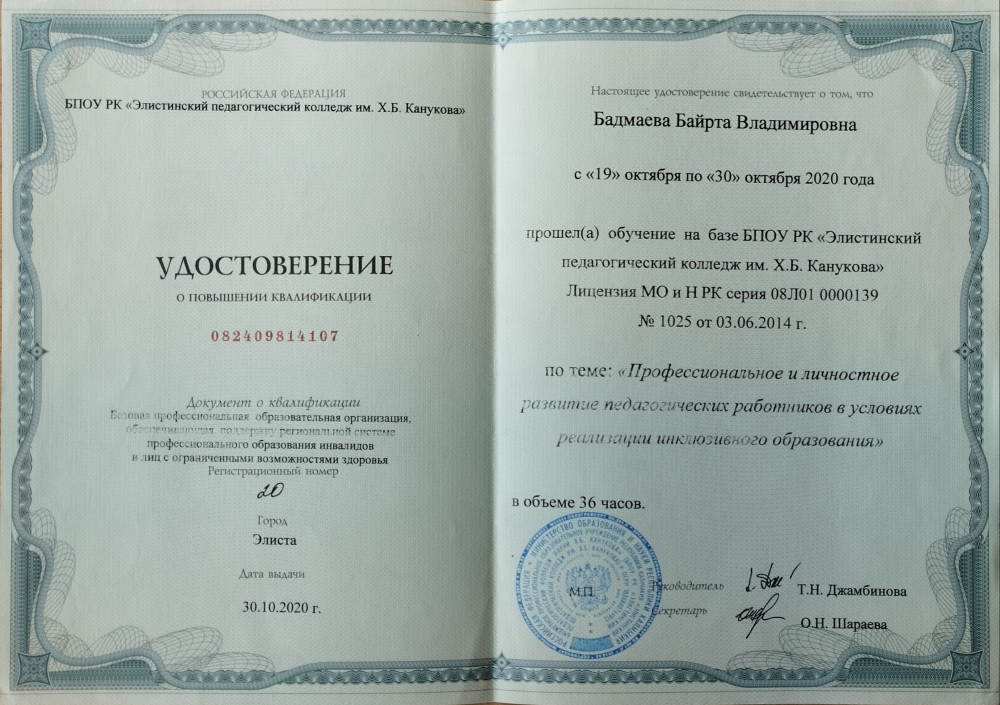 РОССИЙСКАЯ ФЕДЕРАЦИЯ
БПОУ РК «Элистинский педагогический колледж им. Х.Б. Канукова»
УДОСТОВЕРЕНИЕ
О ПОВЫШЕНИИ КВАЛИФИКАЦИИ
082409814107
Документ о квалификации
Базовая профессиональная образовательная организация,
обеспечивающая поддержку региональной системе
профессионального образования инвалидов
и лиц с ограниченными возможностями здоровья
Регистрационный номер
20
Город
Элиста
Дата выдачи
30.10.2020 г.
Настоящее удостоверение свидетельствует о том, что
Бадмаева Байрта Владимировна
с «19» октября по «30» октября 2020 года
прошел(а) обучение на базе БПОУ РК «Элистинский
педагогический колледж им. Х.Б. Канукова»
Лицензия МО и Н РК серия 08Л01 0000139
№ 1025 от 03.06.2014 г.
по теме: «Профессиональное и личностное
развитие педагогических работников в условиях
реализации инклюзивного образования»
в объеме 36 часов.
М.П.
Руководитель
Т.Н. Джамбинова
Секретарь
О.Н. Шараева